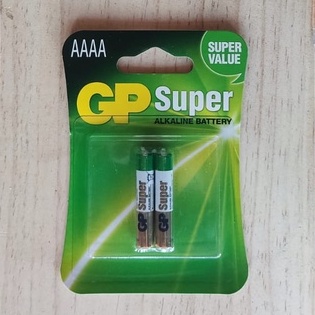 AAAA
SUPER
VALUE
GP Super
ALKALINE BATTERY
GP Super
GP Super